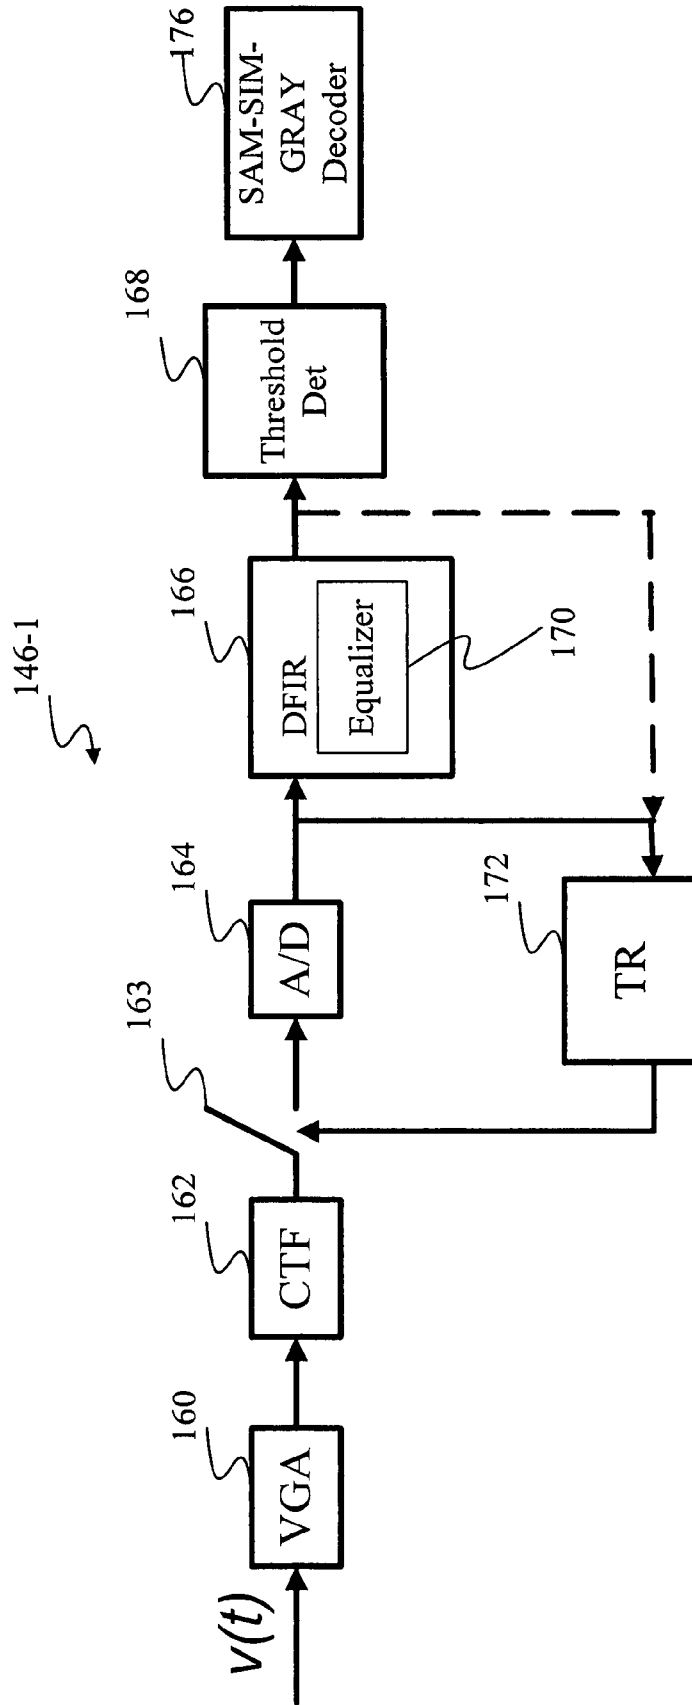 146-1
v(t)
160
VGA
162
CTF
163
164
A/D
166
DFIR
Equalizer
170
168
Threshold
Det
176
SAM-SIM-
GRAY
Decoder
172
TR